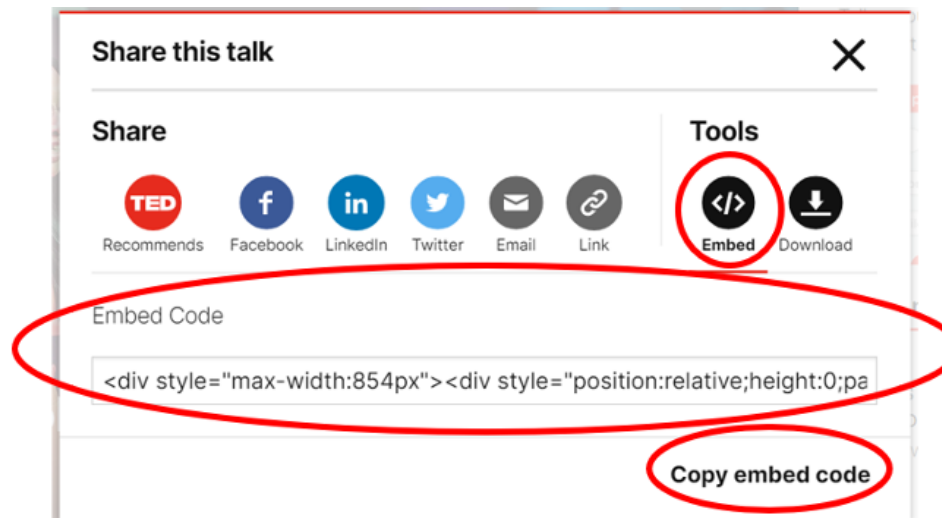 Share this talk
Share
Tools
TED
f
in
</>
Recommends
Facebook
LinkedIn
Twitter
Email
Link
Embed
Download
Embed Code
<div style="max-width:854px"><div style="position:relative;height:0;pa
Copy embed code